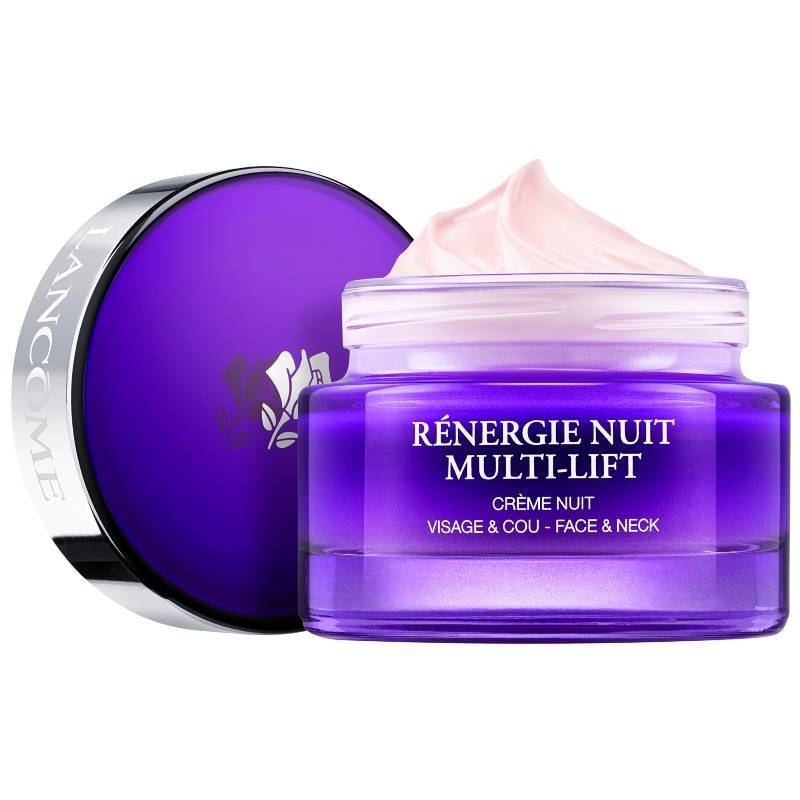 LANCÔME
RÉNERGIE NUIT
MULTI-LIFT
CRÈME NUIT
VISAGE & COU - FACE & NECK